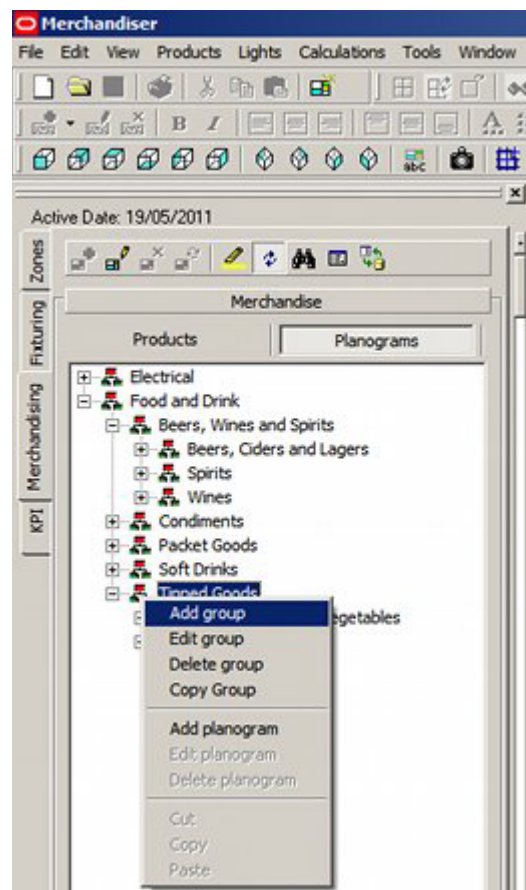 Merchandiser
File Edit View Products Lights Calculations Tools Window
B I A
abc
Active Date: 19/05/2011
Zones
Fixturing
Merchandising
KPI
Merchandise
Products Planograms
Electrical
Food and Drink
Beers, Wines and Spirits
Beers, Ciders and Lagers
Spirits
Wines
Condiments
Packet Goods
Soft Drinks
Tinned Goods
Add group
egetables
Edit group
Delete group
Copy Group
Add planogram
Edit planogram
Delete planogram
Cut
Copy
Paste